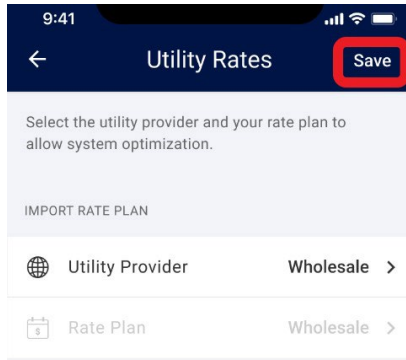 9:41
Utility Rates
Save
Select the utility provider and your rate plan to
allow system optimization.
IMPORT RATE PLAN
Utility Provider Wholesale
$ Rate Plan Wholesale